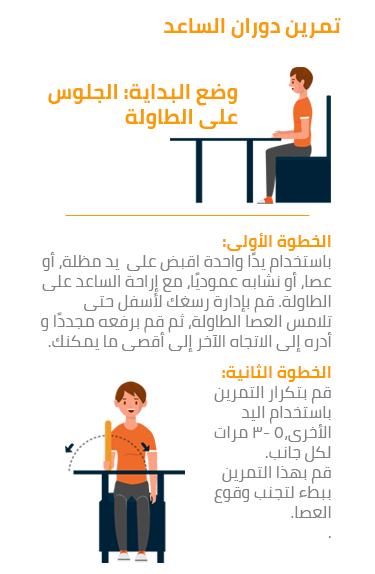 تمرين دوران الساعد
وضع البداية: الجلوس
على الطاولة
الخطوة الأولى:
باستخدام يدًا واحدة اقبض على يد مظلة، أو
عصا، أو نشابه عموديًا، مع إراحة الساعد على
الطاولة. قم بإدارة رسغك لأسفل حتى
تلامس العصا الطاولة، ثم قم برفعه مجددًا و
أدره إلى الاتجاه الآخر إلى أقصى ما يمكنك.
الخطوة الثانية:
قم بتكرار التمرين
باستخدام اليد
الأخرى،٥ -٣ مرات
لكل جانب.
قم بهذا التمرين
ببطء لتجنب وقوع
العصا.
.